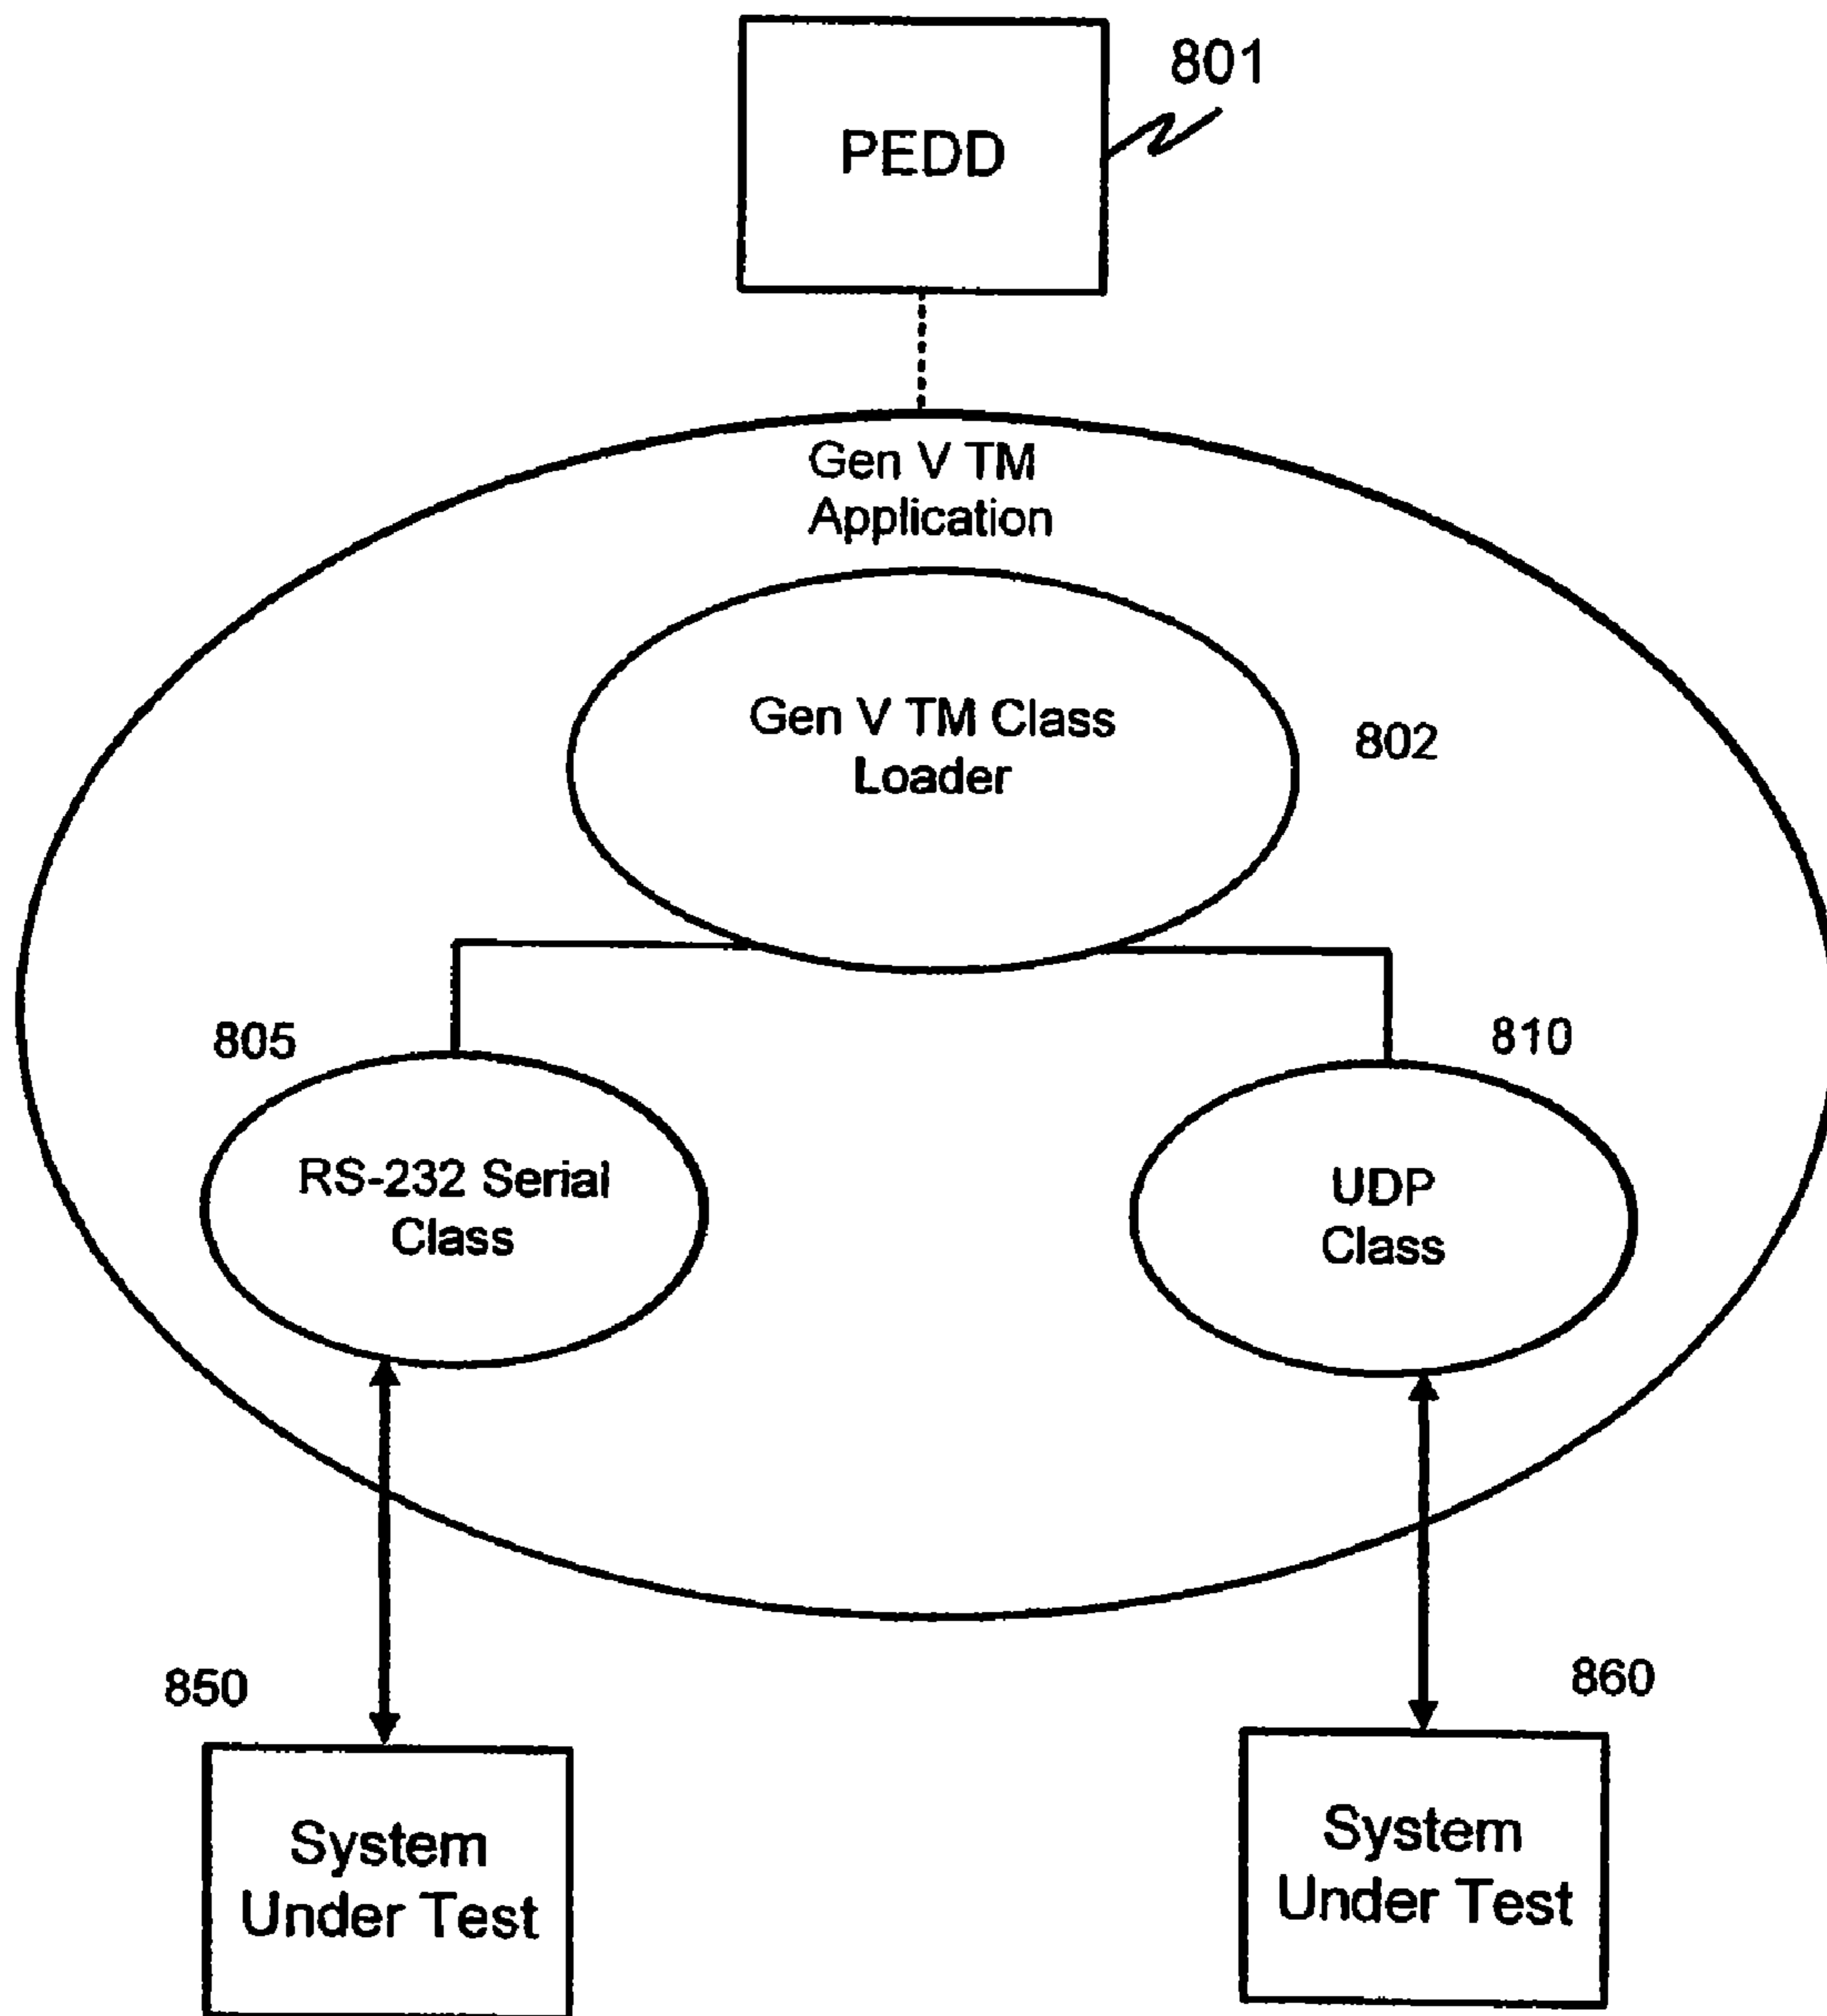 801
PEDD
Gen V TM
Application
Gen V TM Class
Loader
802
805
810
RS-232 Serial
Class
UDP
Class
850
860
System
Under Test
System
Under Test